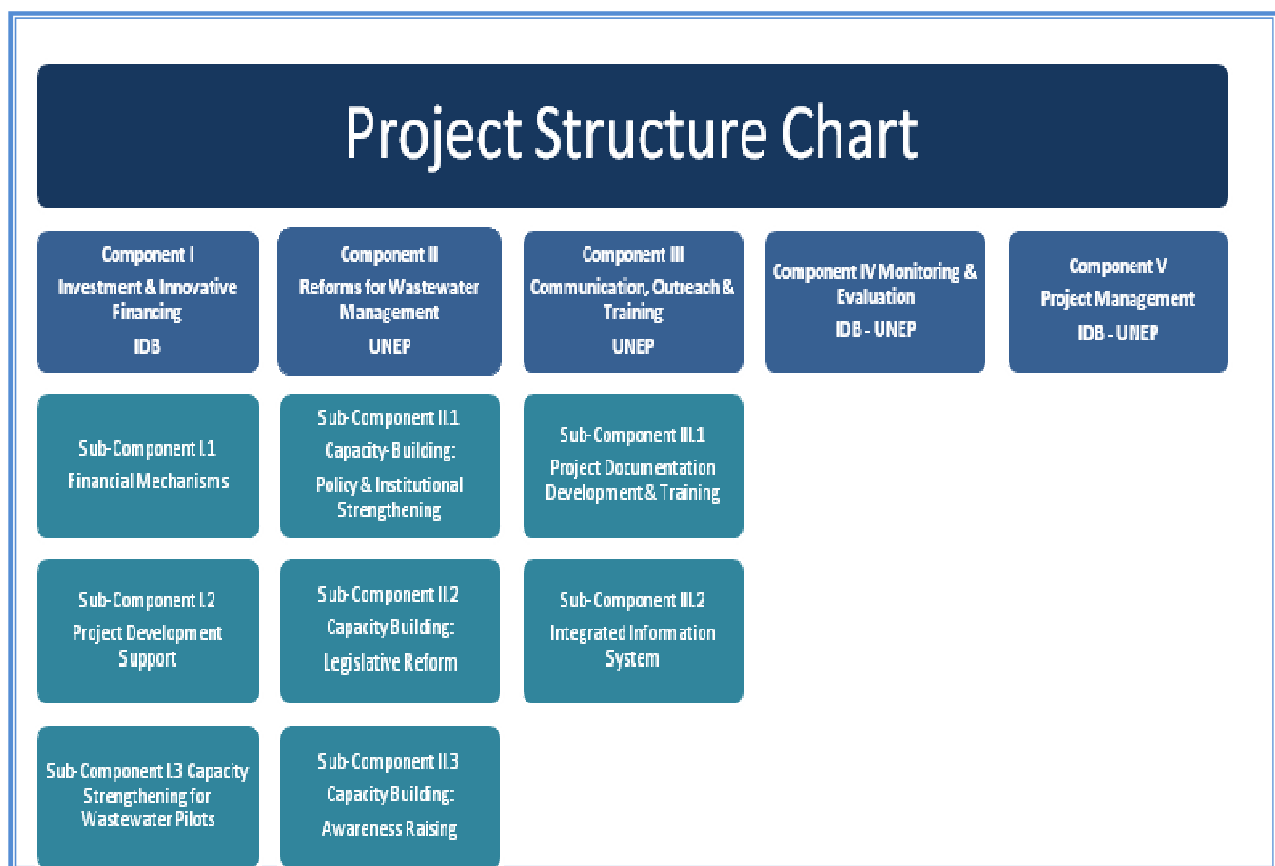 Project Structure Chart
Component I
Investment & Innovative
Financing
IDB
Component II
Reforms for Wastewater
Management
UNEP
Component III
Communication, Outreach &
Training
UNEP
Component IV Monitoring &
Evaluation
IDB - UNEP
Component V
Project Management
IDB - UNEP
Sub-Component I.1
Financial Mechanisms
Sub-Component II.1
Capacity-Building:
Policy & Institutional
Strengthening
Sub-Component III.1
Project Documentation
Development & Training
Sub-Component I.2
Project Development
Support
Sub-Component II.2
Capacity Building:
Legislative Reform
Sub-Component III.2
Integrated Information
System
Sub-Component I.3 Capacity
Strengthening for
Wastewater Pilots
Sub-Component II.3
Capacity Building:
Awareness Raising